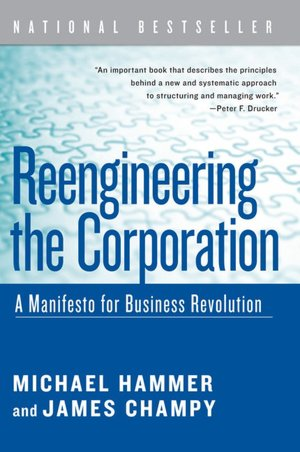 NATIONAL BESTSELLER
"An important book that describes the principles
behind a new and systematic approach
to structuring and managing work."
—Peter F. Drucker
Reengineering
the Corporation
A Manifesto for Business Revolution
MICHAEL HAMMER
and JAMES CHAMPY